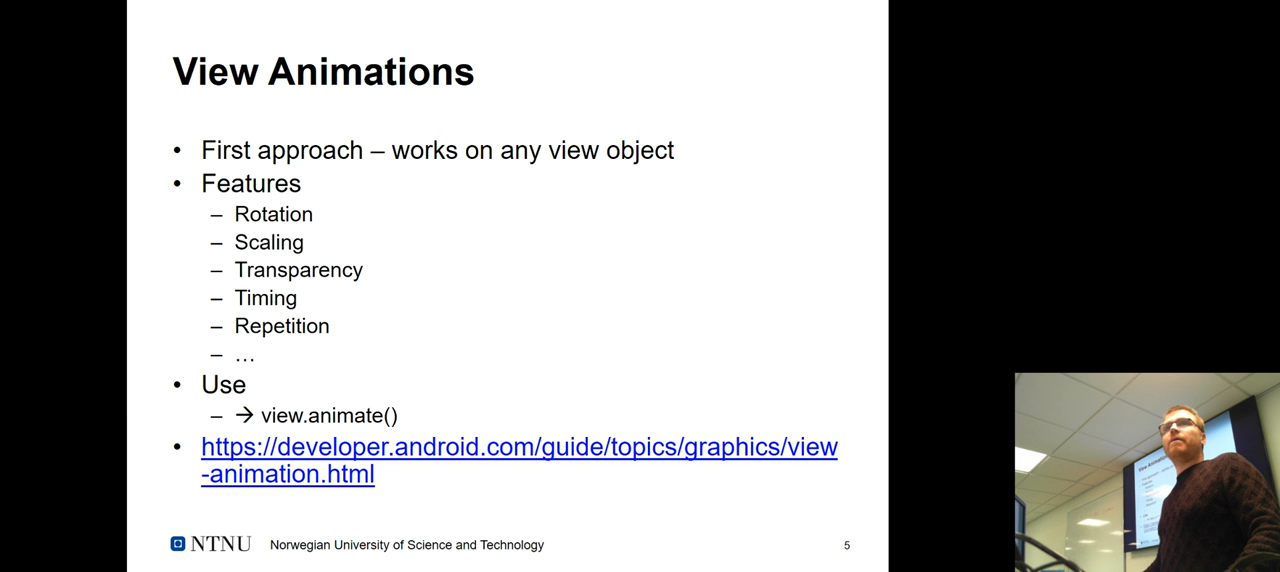 View Animations
• First approach – works on any view object
• Features
– Rotation
– Scaling
– Transparency
– Timing
– Repetition
– …
• Use
– → view.animate()
• https://developer.android.com/guide/topics/graphics/view
-animation.html
NTNU Norwegian University of Science and Technology 5